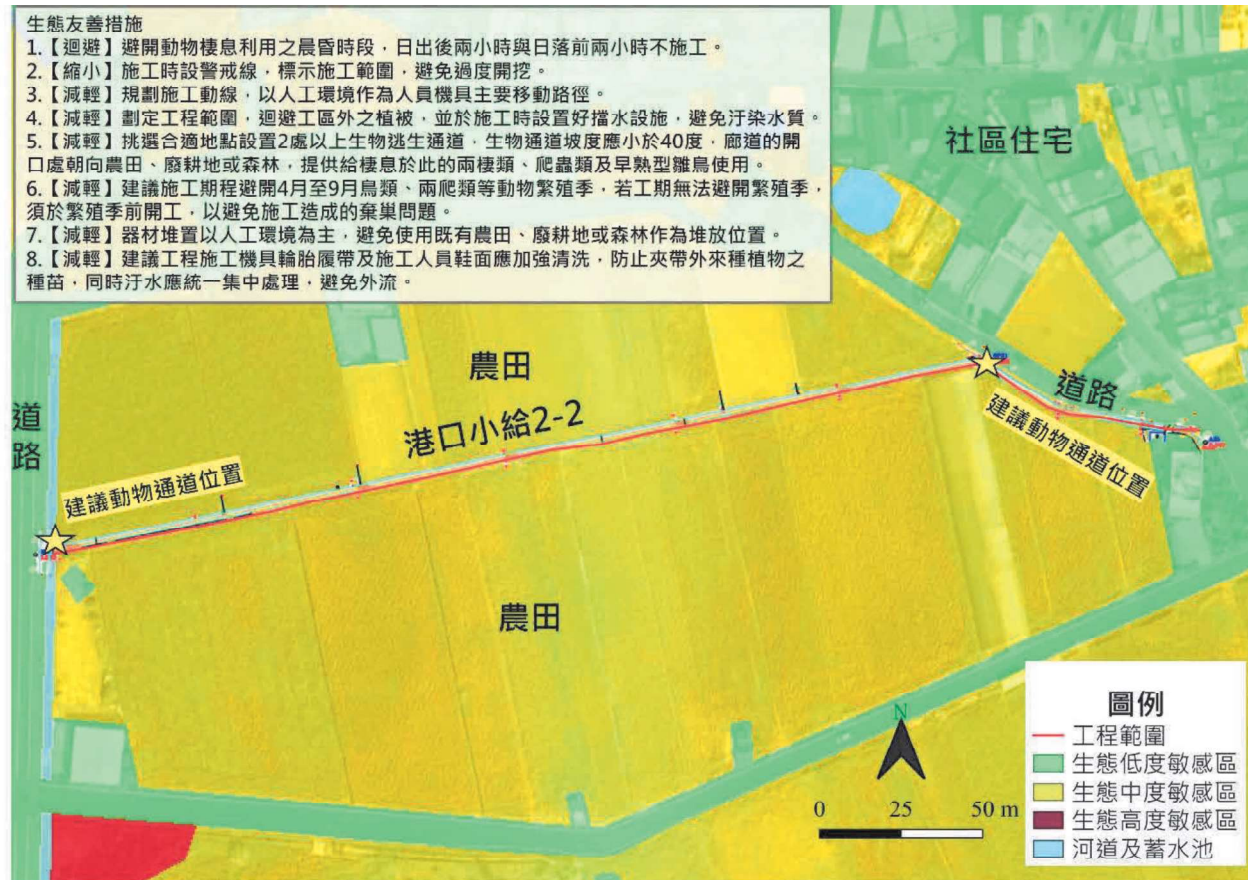 生態友善措施
1.【迴避】避開動物棲息利用之晨昏時段，日出後兩小時與日落前兩小時不施工。
2.【縮小】施工時設警戒線，標示施工範圍，避免過度開挖。
3.【減輕】規劃施工動線，以人工環境作為人員機具主要移動路徑。
4.【減輕】劃定工程範圍，迴避工區外之植被，並於施工時設置好擋水設施，避免汙染水質。
5.【減輕】挑選合適地點設置2處以上生物逃生通道，生物通道坡度應小於40度，廊道的開
口處朝向農田、廢耕地或森林，提供給棲息於此的兩棲類、爬蟲類及早熟型雛鳥使用。
6.【減輕】建議施工期程避開4月至9月鳥類、兩爬類等動物繁殖季，若工期無法避開繁殖季，
須於繁殖季前開工，以避免施工造成的棄巢問題。
7.【減輕】器材堆置以人工環境為主，避免使用既有農田、廢耕地或森林作為堆放位置。
8.【減輕】建議工程施工機具輪胎履帶及施工人員鞋面應加強清洗，防止夾帶外來種植物之
種苗，同時汙水應統一集中處理，避免外流。
社區住宅
農田
道路
港口小給2-2
道路
建議動物通道位置
建議動物通道位置
農田
N
0 25 50 m
圖例
工程範圍
生態低度敏感區
生態中度敏感區
生態高度敏感區
河道及蓄水池